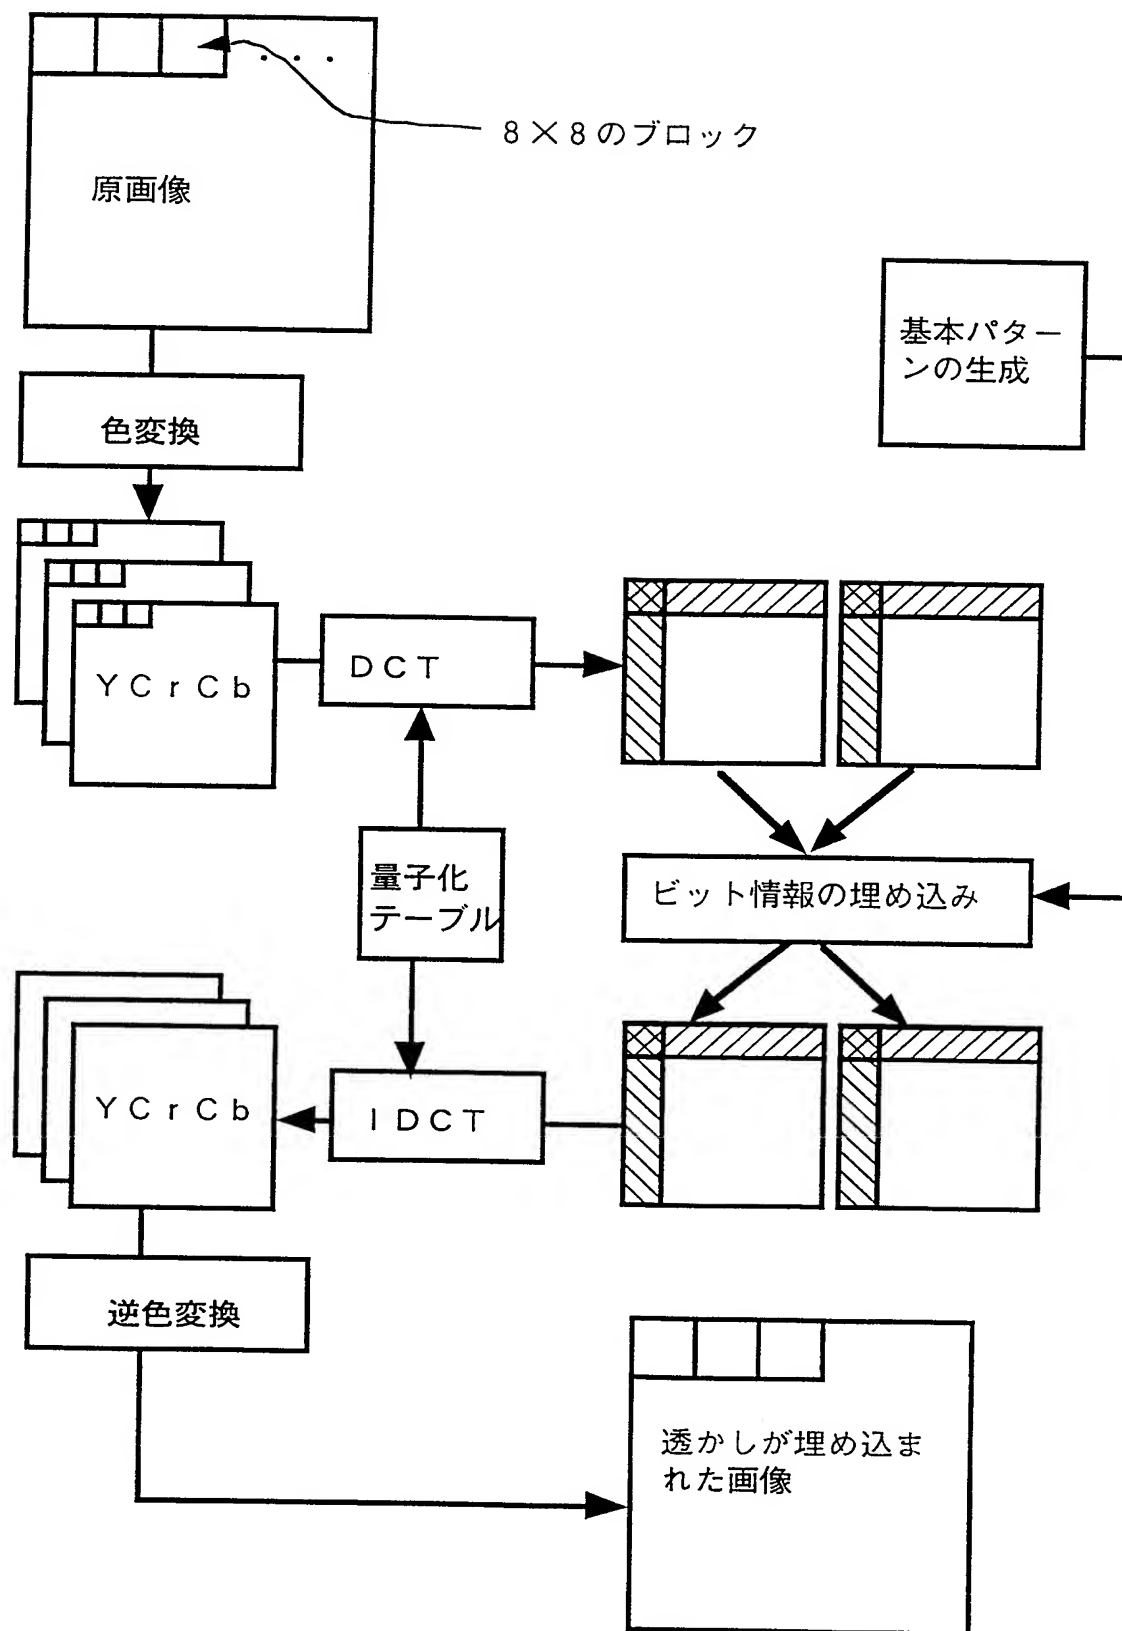 8×8のブロック
原画像
基本パター
ンの生成
色変換
YCrCb
DCT
量子化
テーブル
ビット情報の埋め込み
YCrCb
IDCT
逆色変換
透かしが埋め込ま
れた画像